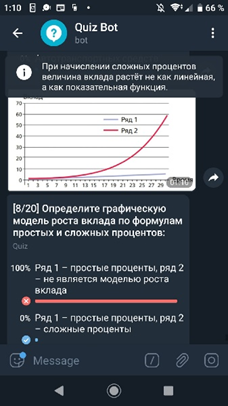 1:10
66 %
Quiz Bot
bot
При начислении сложных процентов
величина вклада растёт не как линейная,
а как показательная функция.
70
60
50
40
30
20
10
0
Ряд 1
Ряд 2
1 3 5 7 9 11 13 15 17 19 21 23 25 27 29
01:10
[8/20] Определите графическую
модель роста вклада по формулам
простых и сложных процентов:
Quiz
100% Ряд 1 – простые проценты, ряд 2
– не является моделью роста
вклада
0% Ряд 1 – простые проценты, ряд 2
– сложные проценты
Message